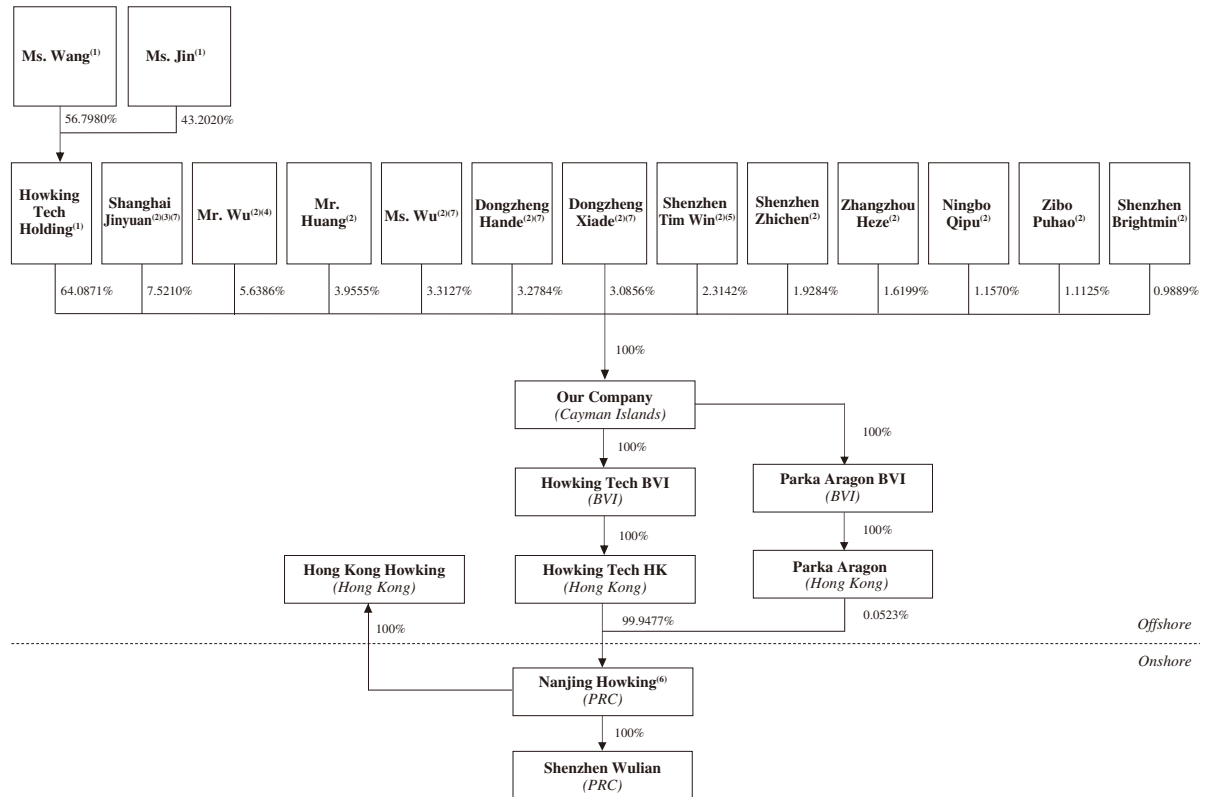 Ms. Wang(1)
Ms. Jin(1)
56.7980%
43.2020%
Howking
Tech
Holding(1)
Shanghai
Jinyuan(2)(3)(7)
Mr. Wu(2)(4)
Mr.
Huang(2)
Ms. Wu(2)(7)
Dongzheng
Hande(2)(7)
Dongzheng
Xiade(2)(7)
Shenzhen
Tim Win(2)(5)
Shenzhen
Zhichen(2)
Zhangzhou
Heze(2)
Ningbo
Qipu(2)
Zibo
Puhao(2)
Shenzhen
Brightmin(2)
64.0871%
7.5210%
5.6386%
3.9555%
3.3127%
3.2784%
3.0856%
2.3142%
1.9284%
1.6199%
1.1570%
1.1125%
0.9889%
100%
Our Company
(Cayman Islands)
100%
100%
Howking Tech BVI
(BVI)
Parka Aragon BVI
(BVI)
100%
100%
Hong Kong Howking
(Hong Kong)
Howking Tech HK
(Hong Kong)
Parka Aragon
(Hong Kong)
99.9477%
0.0523%
100%
Offshore
Onshore
Nanjing Howking(6)
(PRC)
100%
Shenzhen Wulian
(PRC)